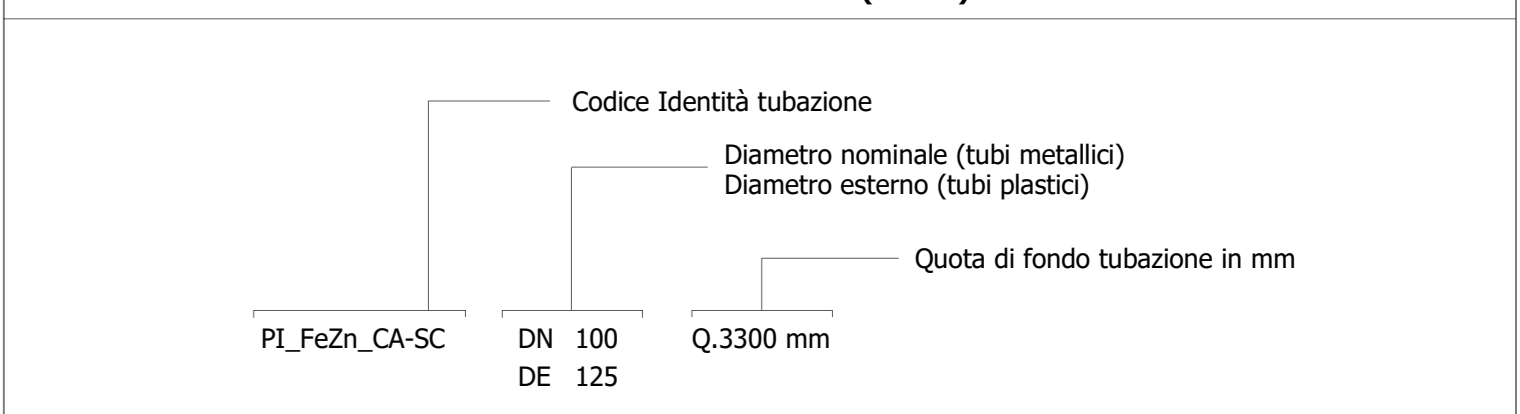 Codice Identità tubazione
Diametro nominale (tubi metallici)
Diametro esterno (tubi plastici)
Quota di fondo tubazione in mm
PI_FeZn_CA-SC DN 100 Q.3300 mm
DE 125